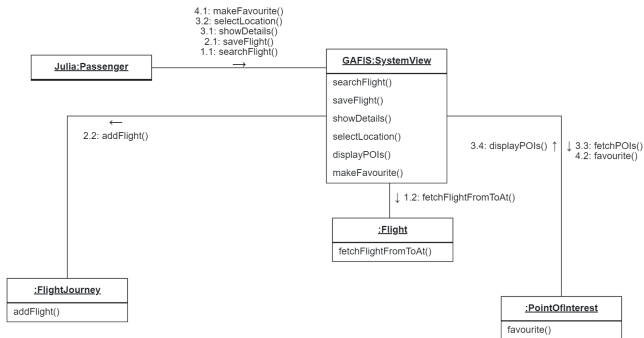 4.1: makeFavourite()
3.2: selectLocation()
3.1: showDetails()
2.1: saveFlight()
1.1: searchFlight()
→
Julia:Passenger
GAFIS:SystemView
searchFlight()
saveFlight()
showDetails()
selectLocation()
displayPOIs()
makeFavourite()
←
2.2: addFlight()
3.4: displayPOIs() ↑
↓ 3.3: fetchPOIs()
4.2: favourite()
↓ 1.2: fetchFlightFromToAt()
:Flight
fetchFlightFromToAt()
:FlightJourney
addFlight()
:PointOfInterest
favourite()